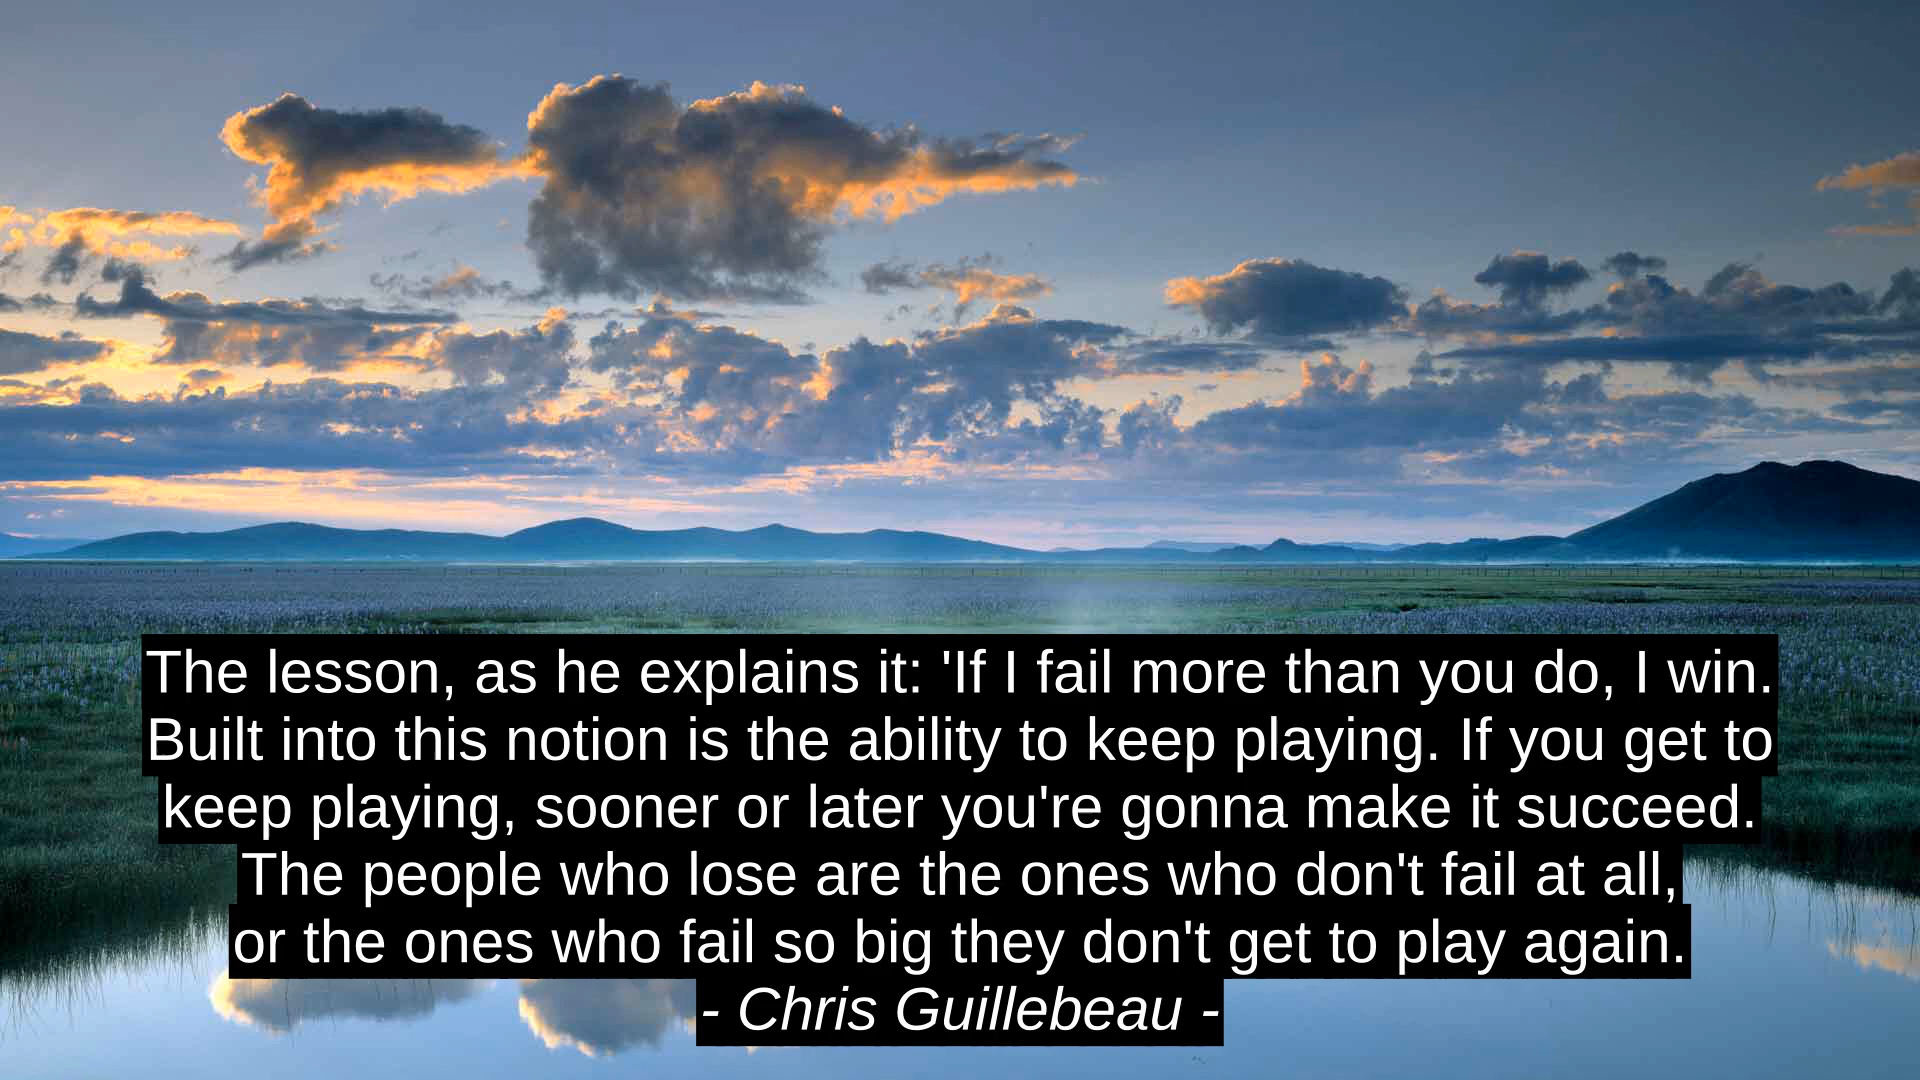 The lesson, as he explains it: 'If I fail more than you do, I win.
Built into this notion is the ability to keep playing. If you get to
keep playing, sooner or later you're gonna make it succeed.
The people who lose are the ones who don't fail at all,
or the ones who fail so big they don't get to play again.
- Chris Guillebeau -